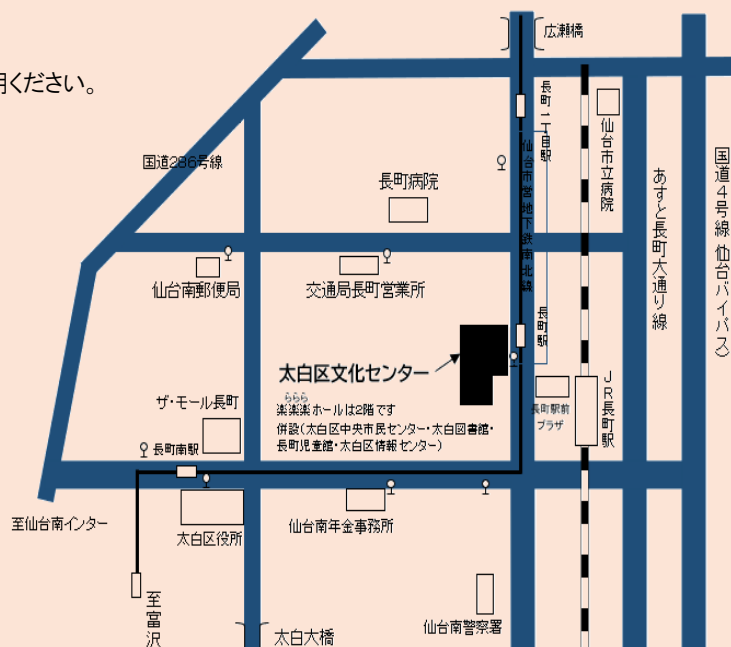 用ください。
広瀬橋
長町一丁目駅
仙台市営地下鉄南北線
仙台市立病院
国道286号線
長町病院
あすと長町大通り線
国道4号線 仙台バイパス)
仙台南郵便局
交通局長町営業所
長町駅
太白区文化センター
ららら
楽楽楽ホールは2階です
併設(太白区中央市民センター・太白図書館・
長町児童館・太白区情報センター)
長町駅前
プラザ
JR長町駅
ザ・モール長町
長町南駅
至仙台南インター
太白区役所
仙台南年金事務所
至富沢
太白大橋
仙台南警察署